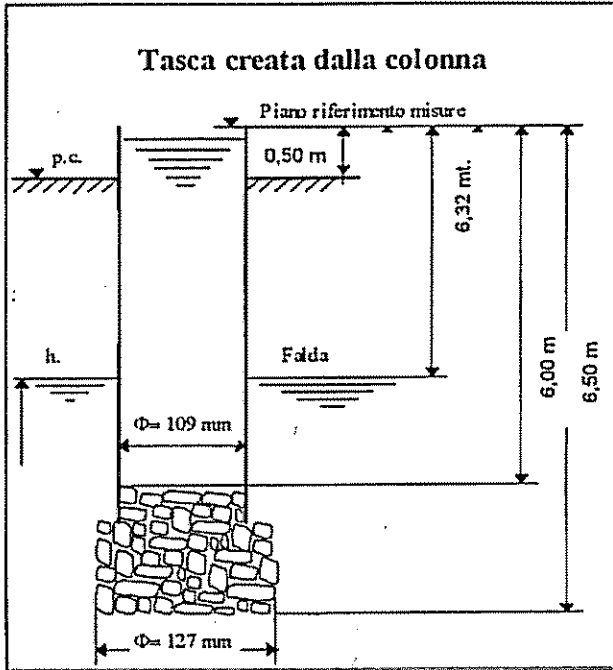 Tasca creata dalla colonna
Piano riferimento misure
p.c.
0,50 m
6,32 mt.
h.
Falda
6,00 m
6,50 m
Φ= 109 mm
Φ= 127 mm